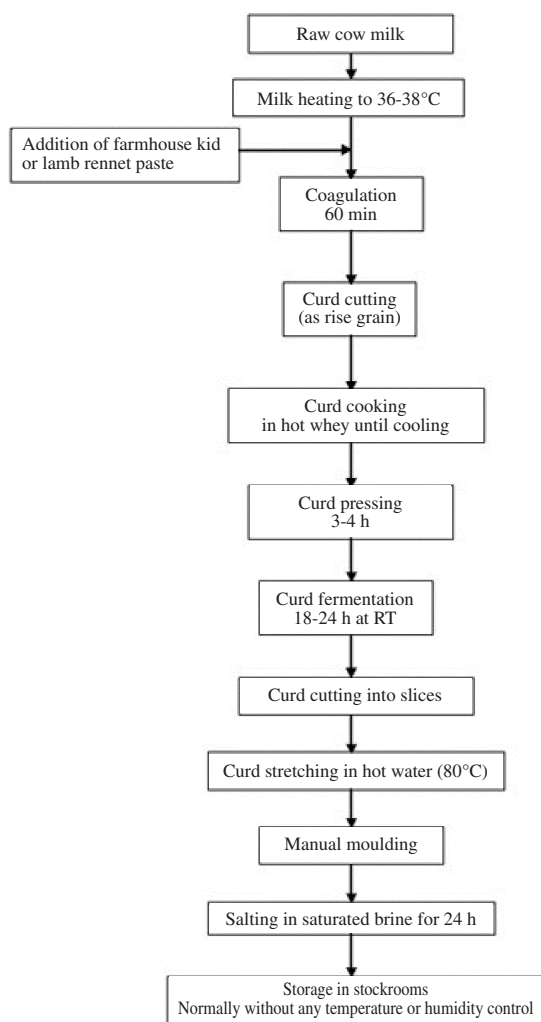 Raw cow milk
Milk heating to 36-38°C
Addition of farmhouse kid
or lamb rennet paste
Coagulation
60 min
Curd cutting
(as rise grain)
Curd cooking
in hot whey until cooling
Curd pressing
3-4 h
Curd fermentation
18-24 h at RT
Curd cutting into slices
Curd stretching in hot water (80°C)
Manual moulding
Salting in saturated brine for 24 h
Storage in stockrooms
Normally without any temperature or humidity control